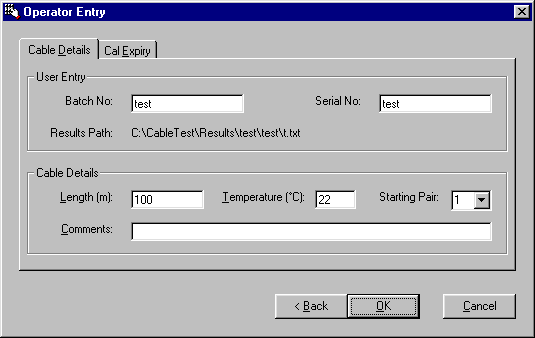 Operator Entry
Cable Details Cal Expiry
User Entry
Batch No: test Serial No: test
Results Path: C:\CableTest\Results\test\test\t.txt
Cable Details
Length (m): 100 Temperature (°C): 22 Starting Pair: 1
Comments:
< Back OK Cancel